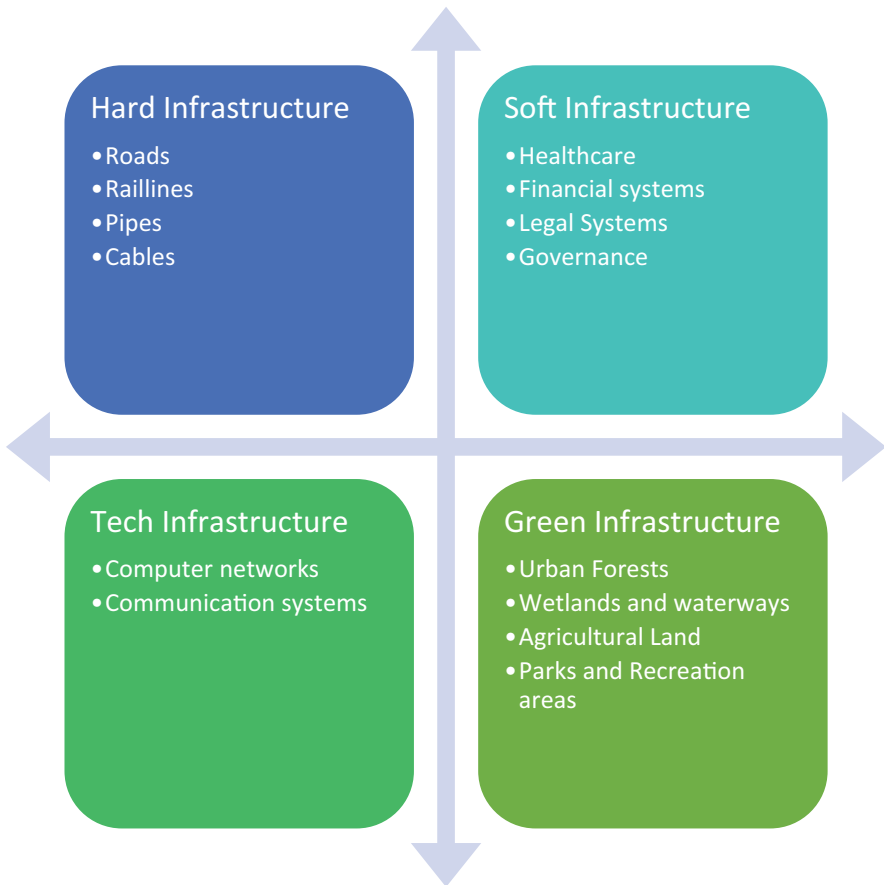 Hard Infrastructure
•Roads
•Raillines
•Pipes
•Cables
Soft Infrastructure
•Healthcare
•Financial systems
•Legal Systems
•Governance
Tech Infrastructure
•Computer networks
•Communication systems
Green Infrastructure
•Urban Forests
•Wetlands and waterways
•Agricultural Land
•Parks and Recreation
areas